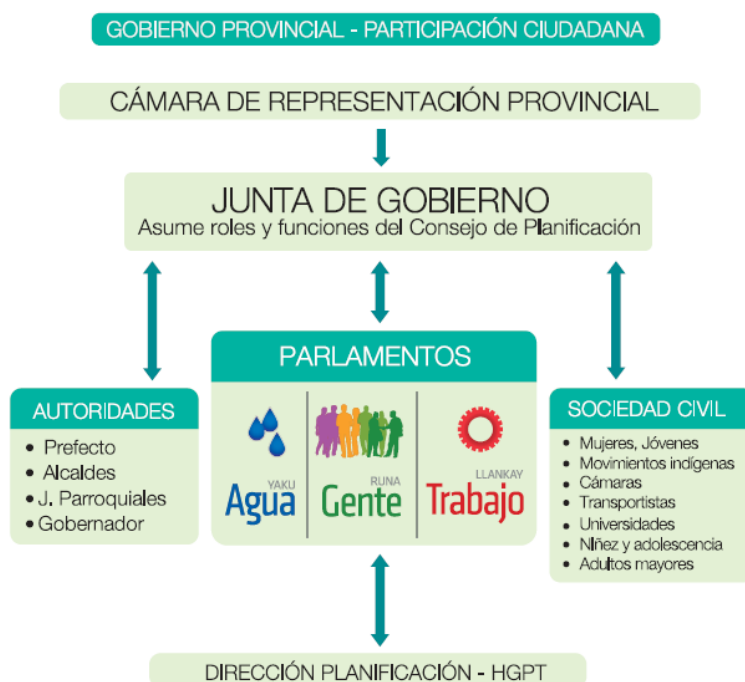 GOBIERNO PROVINCIAL - PARTICIPACIÓN CIUDADANA
CÁMARA DE REPRESENTACIÓN PROVINCIAL
JUNTA DE GOBIERNO
Asume roles y funciones del Consejo de Planificación
PARLAMENTOS
YAKU
Agua
RUNA
Gente
LLANKAY
Trabajo
AUTORIDADES
• Prefecto
• Alcaldes
• J. Parroquiales
• Gobernador
SOCIEDAD CIVIL
• Mujeres, Jóvenes
• Movimientos indígenas
• Cámaras
• Transportistas
• Universidades
• Niñez y adolescencia
• Adultos mayores
DIRECCIÓN PLANIFICACIÓN - HGPT